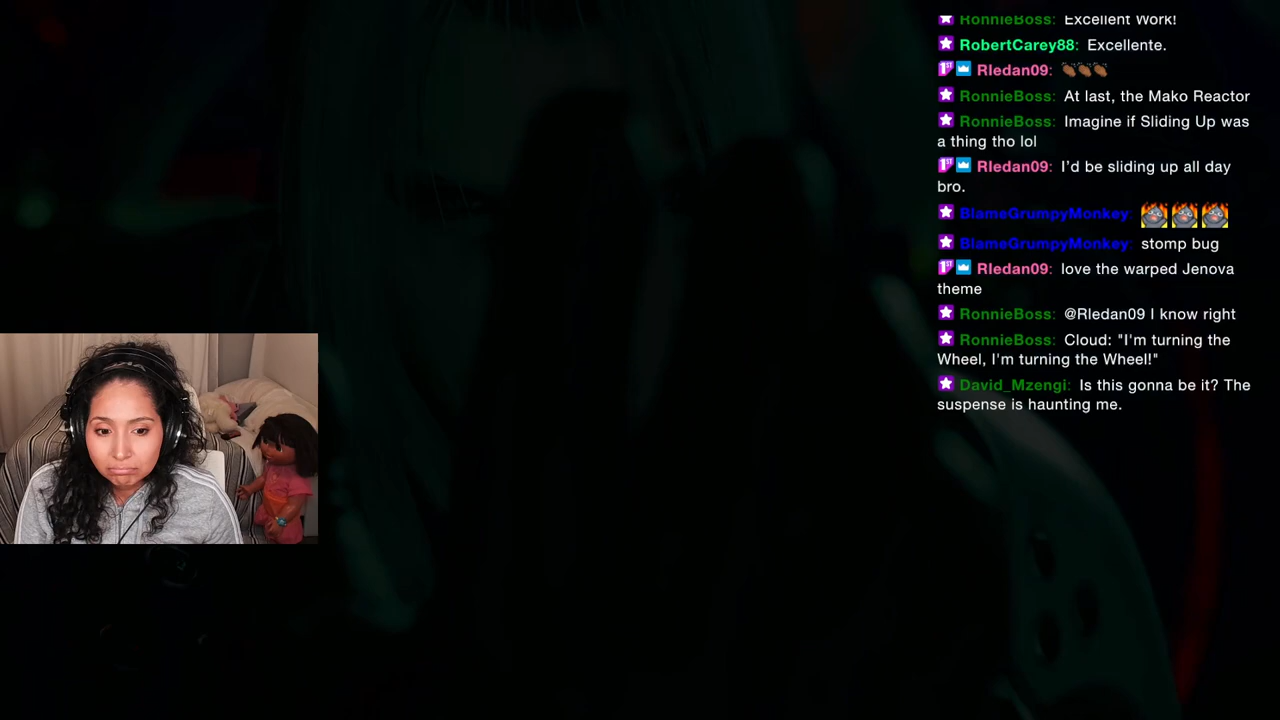 RonnieBoss: Excellent Work!
RobertCarey88: Excellente.
Rledan09:
RonnieBoss: At last, the Mako Reactor
RonnieBoss: Imagine if Sliding Up was
a thing tho lol
Rledan09: I’d be sliding up all day
bro.
BlameGrumpyMonkey:
BlameGrumpyMonkey: stomp bug
Rledan09: love the warped Jenova
theme
RonnieBoss: @Rledan09 I know right
RonnieBoss: Cloud: "I'm turning the
Wheel, I'm turning the Wheel!"
David_Mzengi: Is this gonna be it? The
suspense is haunting me.